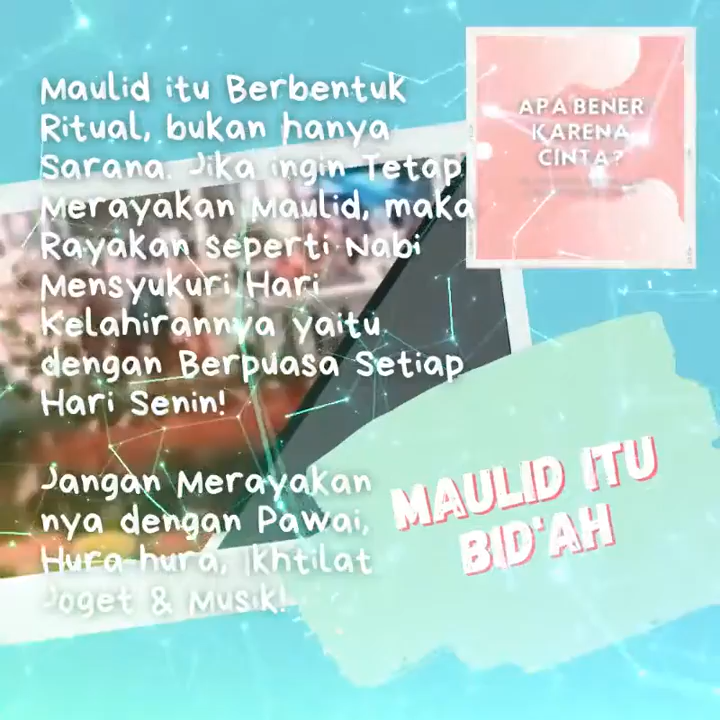 Maulid itu Berbentuk
Ritual, bukan hanya
Sarana. Jika ingin Tetap
Merayakan Maulid, maka
Rayakan seperti Nabi
Mensyukuri Hari
Kelahirannya yaitu
dengan Berpuasa Setiap
Hari Senin!
Jangan Merayakan
nya dengan Pawai,
Hura-hura, Ikhtilat
Joget & Musik!
APA BENER
KARENA
CINTA?
MAULID ITU
BID'AH